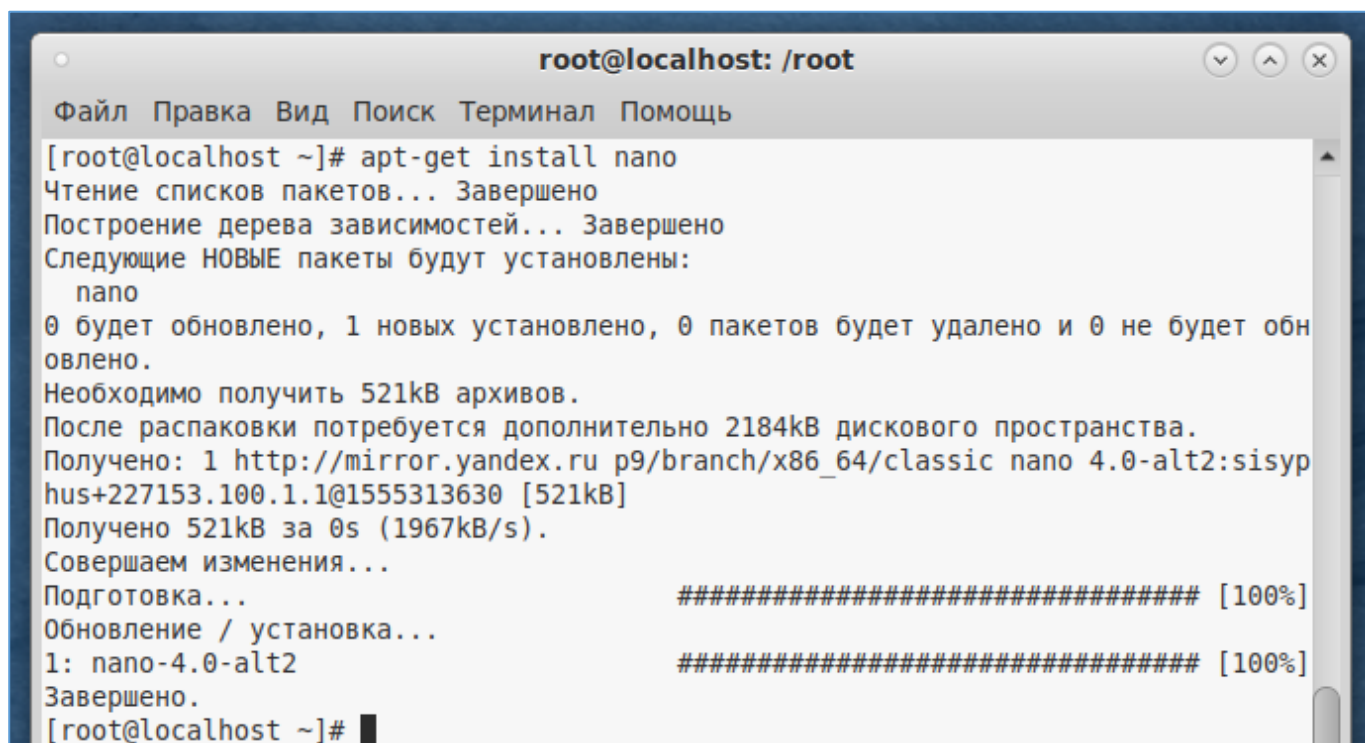 root@localhost: /root
Файл Правка Вид Поиск Терминал Помощь
[root@localhost ~]# apt-get install nano
Чтение списков пакетов... Завершено
Построение дерева зависимостей... Завершено
Следующие НОВЫЕ пакеты будут установлены:
  nano
0 будет обновлено, 1 новых установлено, 0 пакетов будет удалено и 0 не будет обн
овлено.
Необходимо получить 521kB архивов.
После распаковки потребуется дополнительно 2184kB дискового пространства.
Получено: 1 http://mirror.yandex.ru p9/branch/x86_64/classic nano 4.0-alt2:sisyp
hus+227153.100.1.1@1555313630 [521kB]
Получено 521kB за 0s (1967kB/s).
Совершаем изменения...
Подготовка... ################################# [100%]
Обновление / установка...
1: nano-4.0-alt2 ################################# [100%]
Завершено.
[root@localhost ~]#